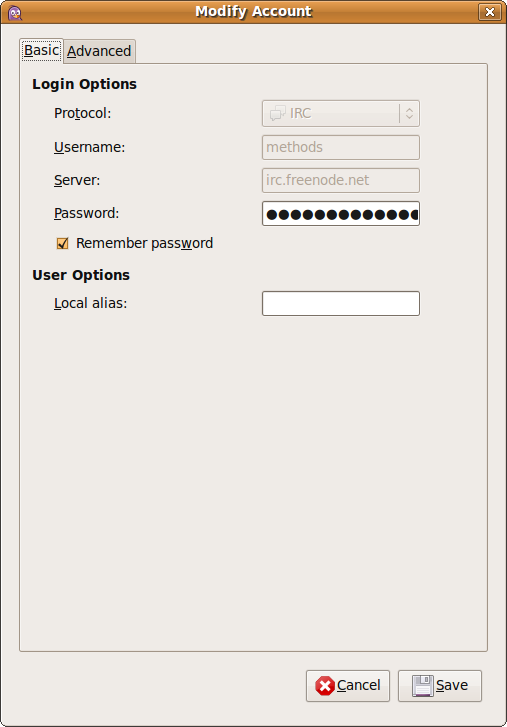 Modify Account
Basic Advanced
Login Options
Protocol: IRC
Username: methods
Server: irc.freenode.net
Password: ●●●●●●●●●●●●●
Remember password
User Options
Local alias:
Cancel Save